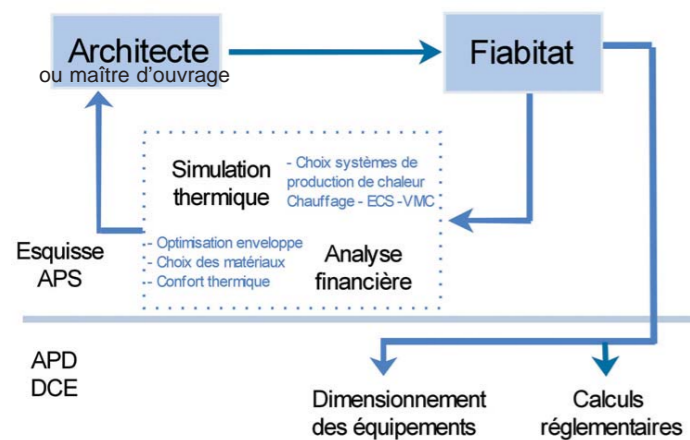 Architecte
ou maître d'ouvrage
Fiabitat
Simulation
thermique
- Choix systèmes de
production de chaleur
Chauffage - ECS -VMC
- Optimisation enveloppe
- Choix des matériaux
- Confort thermique
Analyse
financière
Esquisse
APS
APD
DCE
Dimensionnement
des équipements
Calculs
réglementaires